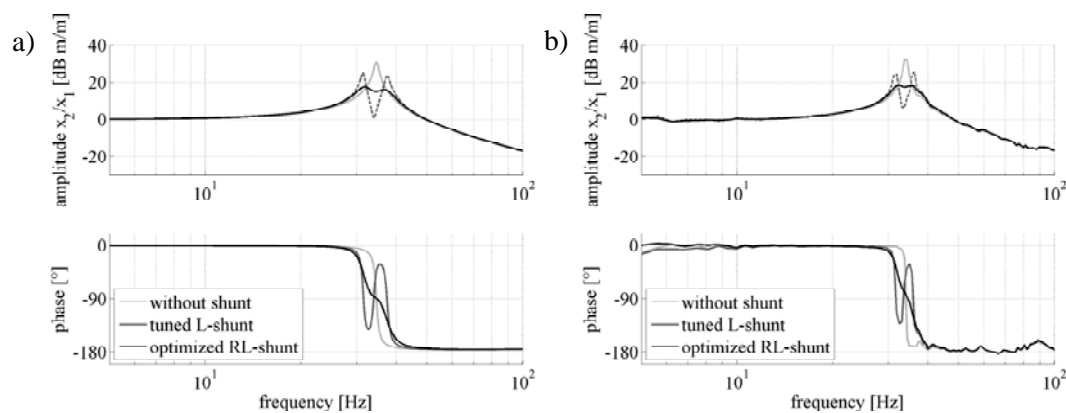 a)
amplitude x2/x1 [dB m/m]
40
20
0
-20
10^1
10^2
phase [°]
0
-90
-180
without shunt
tuned L-shunt
optimized RL-shunt
10^1
10^2
frequency [Hz]
b)
amplitude x2/x1 [dB m/m]
40
20
0
-20
10^1
10^2
phase [°]
0
-90
-180
without shunt
tuned L-shunt
optimized RL-shunt
10^1
10^2
frequency [Hz]